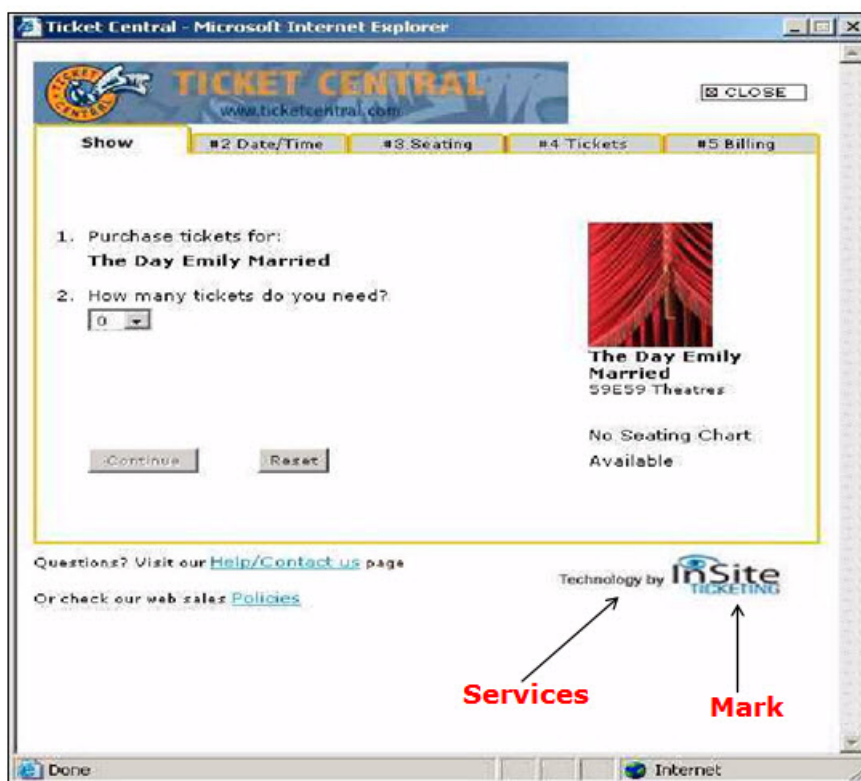 Ticket Central - Microsoft Internet Explorer
TICKET CENTRAL
TICKET CENTRAL
www.ticketcentral.com
CLOSE
Show #2 Date/Time #3 Seating #4 Tickets #5 Billing
1. Purchase tickets for:
The Day Emily Married
2. How many tickets do you need?
0
The Day Emily
Married
59E59 Theatres
No Seating Chart
Available
Continue Reset
Questions? Visit our Help/Contact us page
Technology by InSite
TICKETING
Or check our web sales Policies
Services
Mark
Done Internet